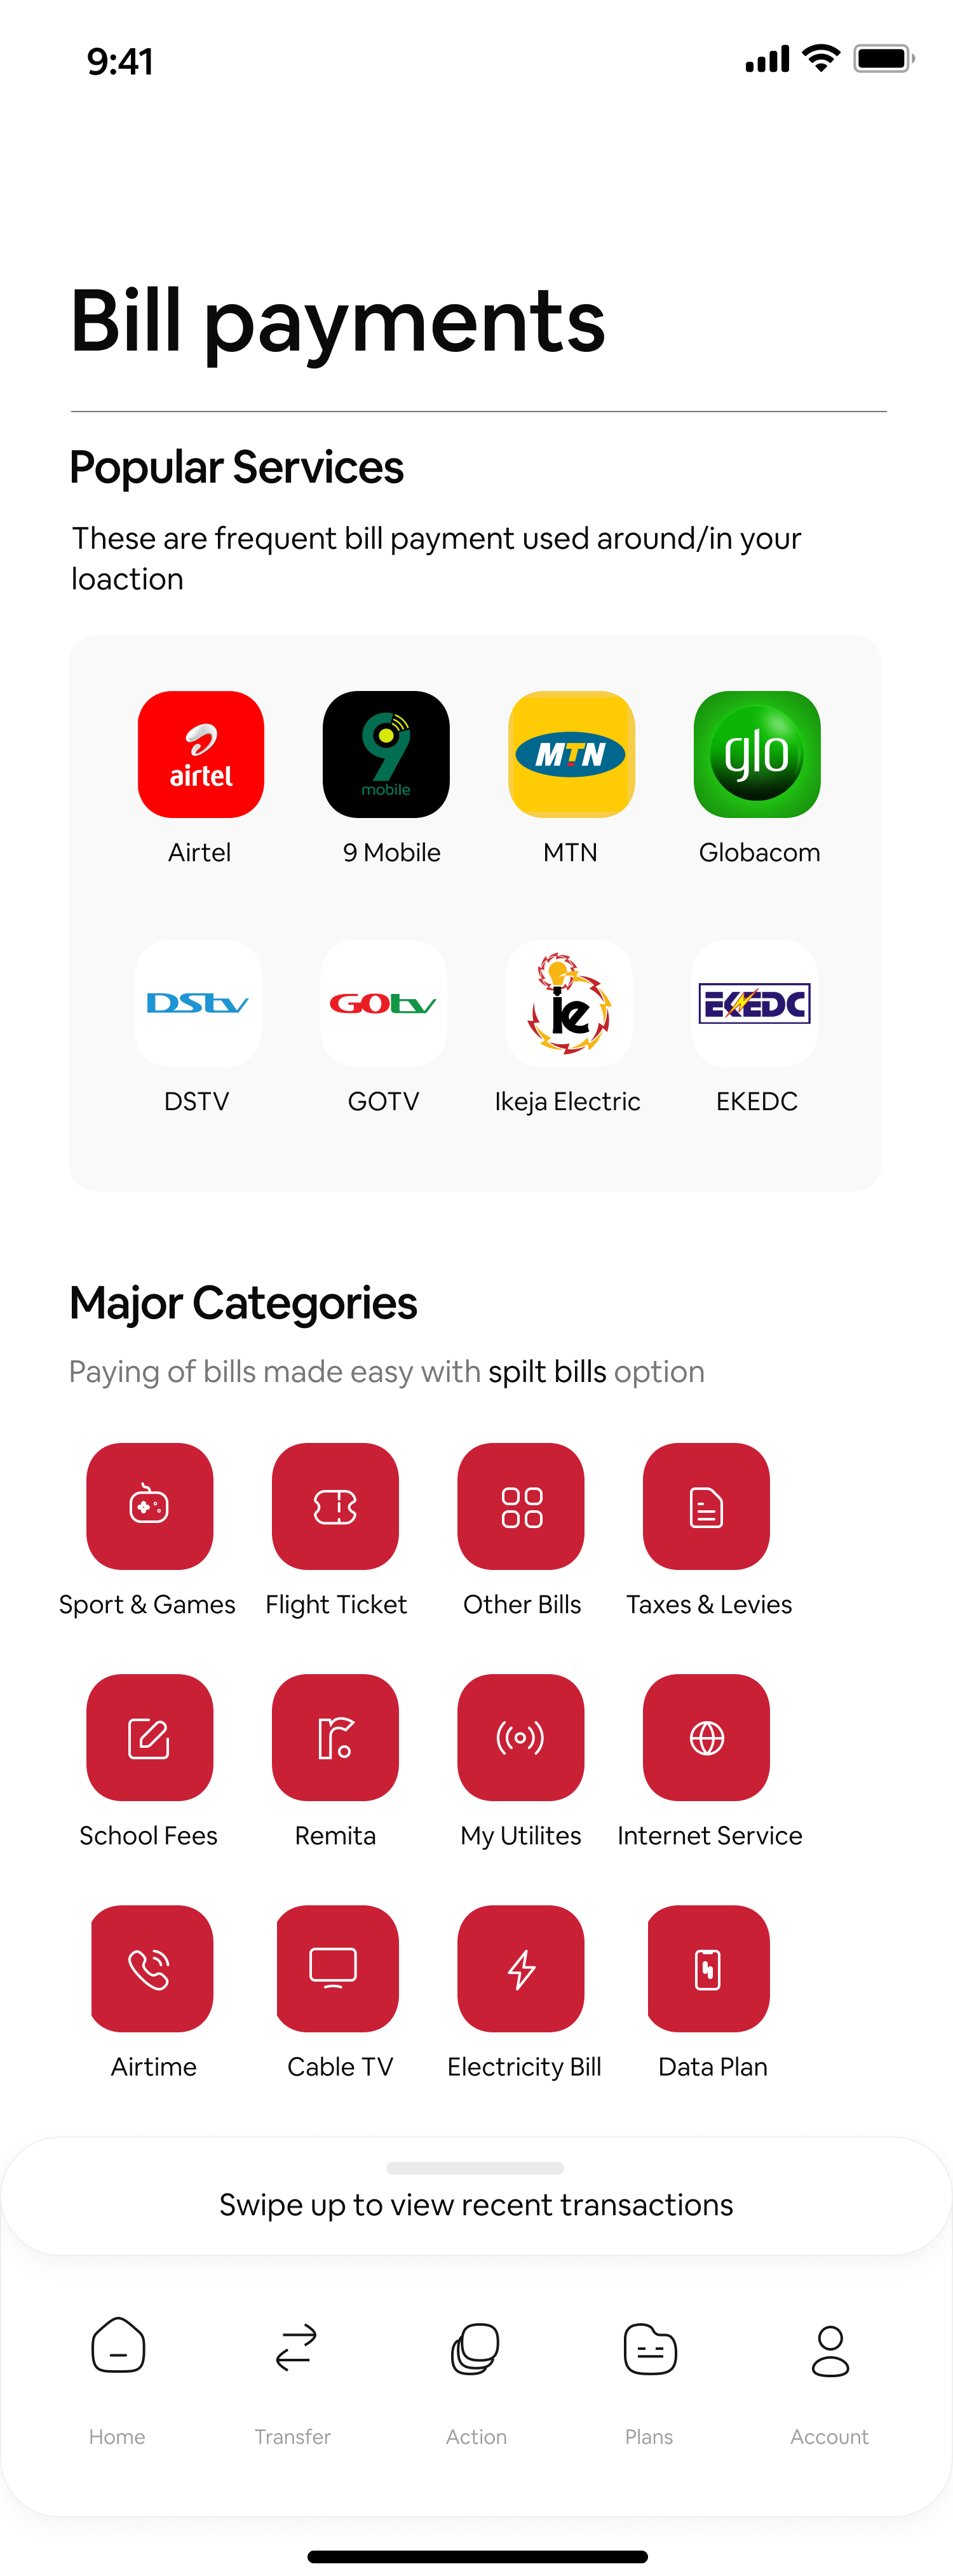 9:41
Bill payments
Popular Services
These are frequent bill payment used around/in your
loaction
airtel
9
mobile
MTN
glo
Airtel
9 Mobile
MTN
Globacom
DStv
GOtv
ie
EKEDC
DSTV
GOTV
Ikeja Electric
EKEDC
Major Categories
Paying of bills made easy with spilt bills option
Sport & Games
Flight Ticket
Other Bills
Taxes & Levies
r
School Fees
Remita
My Utilites
Internet Service
Airtime
Cable TV
Electricity Bill
Data Plan
Swipe up to view recent transactions
Home
Transfer
Action
Plans
Account